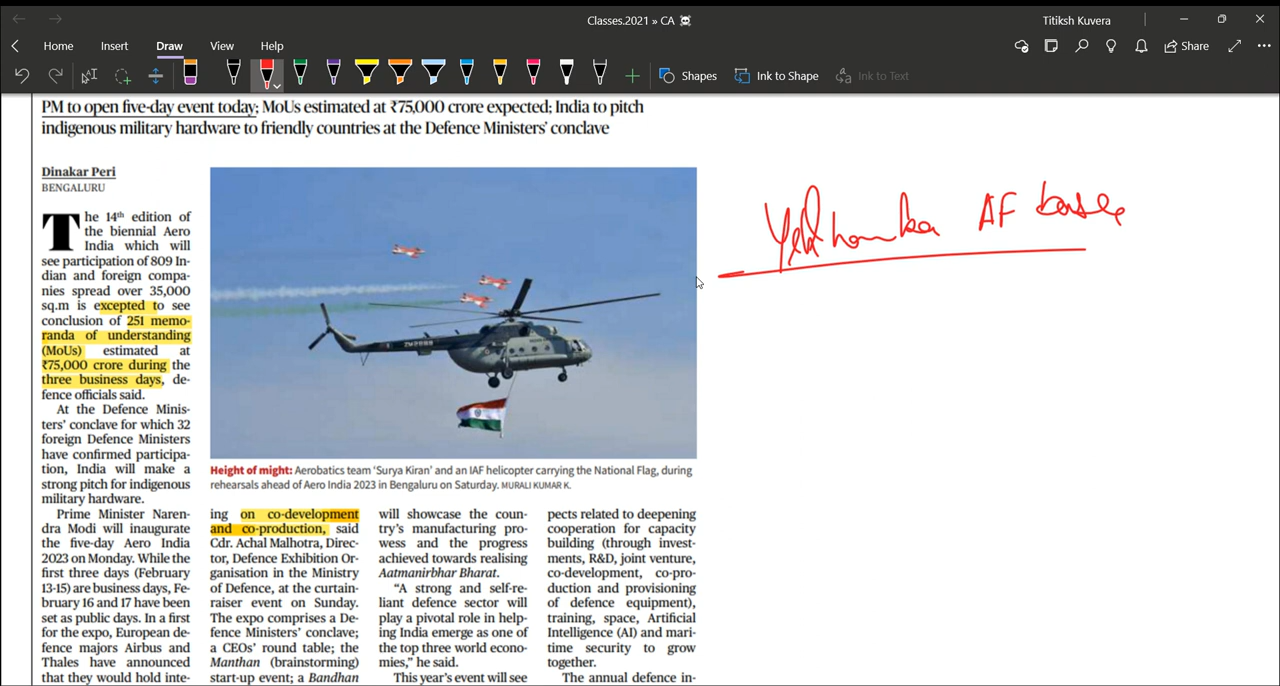 Classes.2021 » CA
Titiksh Kuvera
Home Insert Draw View Help
Share
Shapes
Ink to Shape
Ink to Text
PM to open five-day event today; MoUs estimated at ₹75,000 crore expected; India to pitch
indigenous military hardware to friendly countries at the Defence Ministers' conclave
Dinakar Peri
BENGALURU
The 14th edition of
the biennial Aero
India which will
see participation of 809 In-
dian and foreign compa-
nies spread over 35,000
sq.m is excepted to see
conclusion of 251 memo-
randa of understanding
(MoUs) estimated at
₹75,000 crore during the
three business days, de-
fence officials said.
At the Defence Minis-
ters' conclave for which 32
foreign Defence Ministers
have confirmed participa-
tion, India will make a
strong pitch for indigenous
military hardware.
Prime Minister Naren-
dra Modi will inaugurate
the five-day Aero India
2023 on Monday. While the
first three days (February
13-15) are business days, Fe-
bruary 16 and 17 have been
set as public days. In a first
for the expo, European de-
fence majors Airbus and
Thales have announced
that they would hold inte-
Yelahanka AF base
Height of might: Aerobatics team 'Surya Kiran' and an IAF helicopter carrying the National Flag, during
rehearsals ahead of Aero India 2023 in Bengaluru on Saturday. MURALI KUMAR K.
ing on co-development
and co-production, said
Cdr. Achal Malhotra, Direc-
tor, Defence Exhibition Or-
ganisation in the Ministry
of Defence, at the curtain-
raiser event on Sunday.
The expo comprises a De-
fence Ministers' conclave;
a CEOs' round table; the
Manthan (brainstorming)
start-up event; a Bandhan
will showcase the coun-
try's manufacturing pro-
wess and the progress
achieved towards realising
Aatmanirbhar Bharat.
"A strong and self-re-
liant defence sector will
play a pivotal role in help-
ing India emerge as one of
the top three world econo-
mies," he said.
This year's event will see
pects related to deepening
cooperation for capacity
building (through invest-
ments, R&D, joint venture,
co-development, co-pro-
duction and provisioning
of defence equipment),
training, space, Artificial
Intelligence (AI) and mari-
time security to grow
together.
The annual defence in-